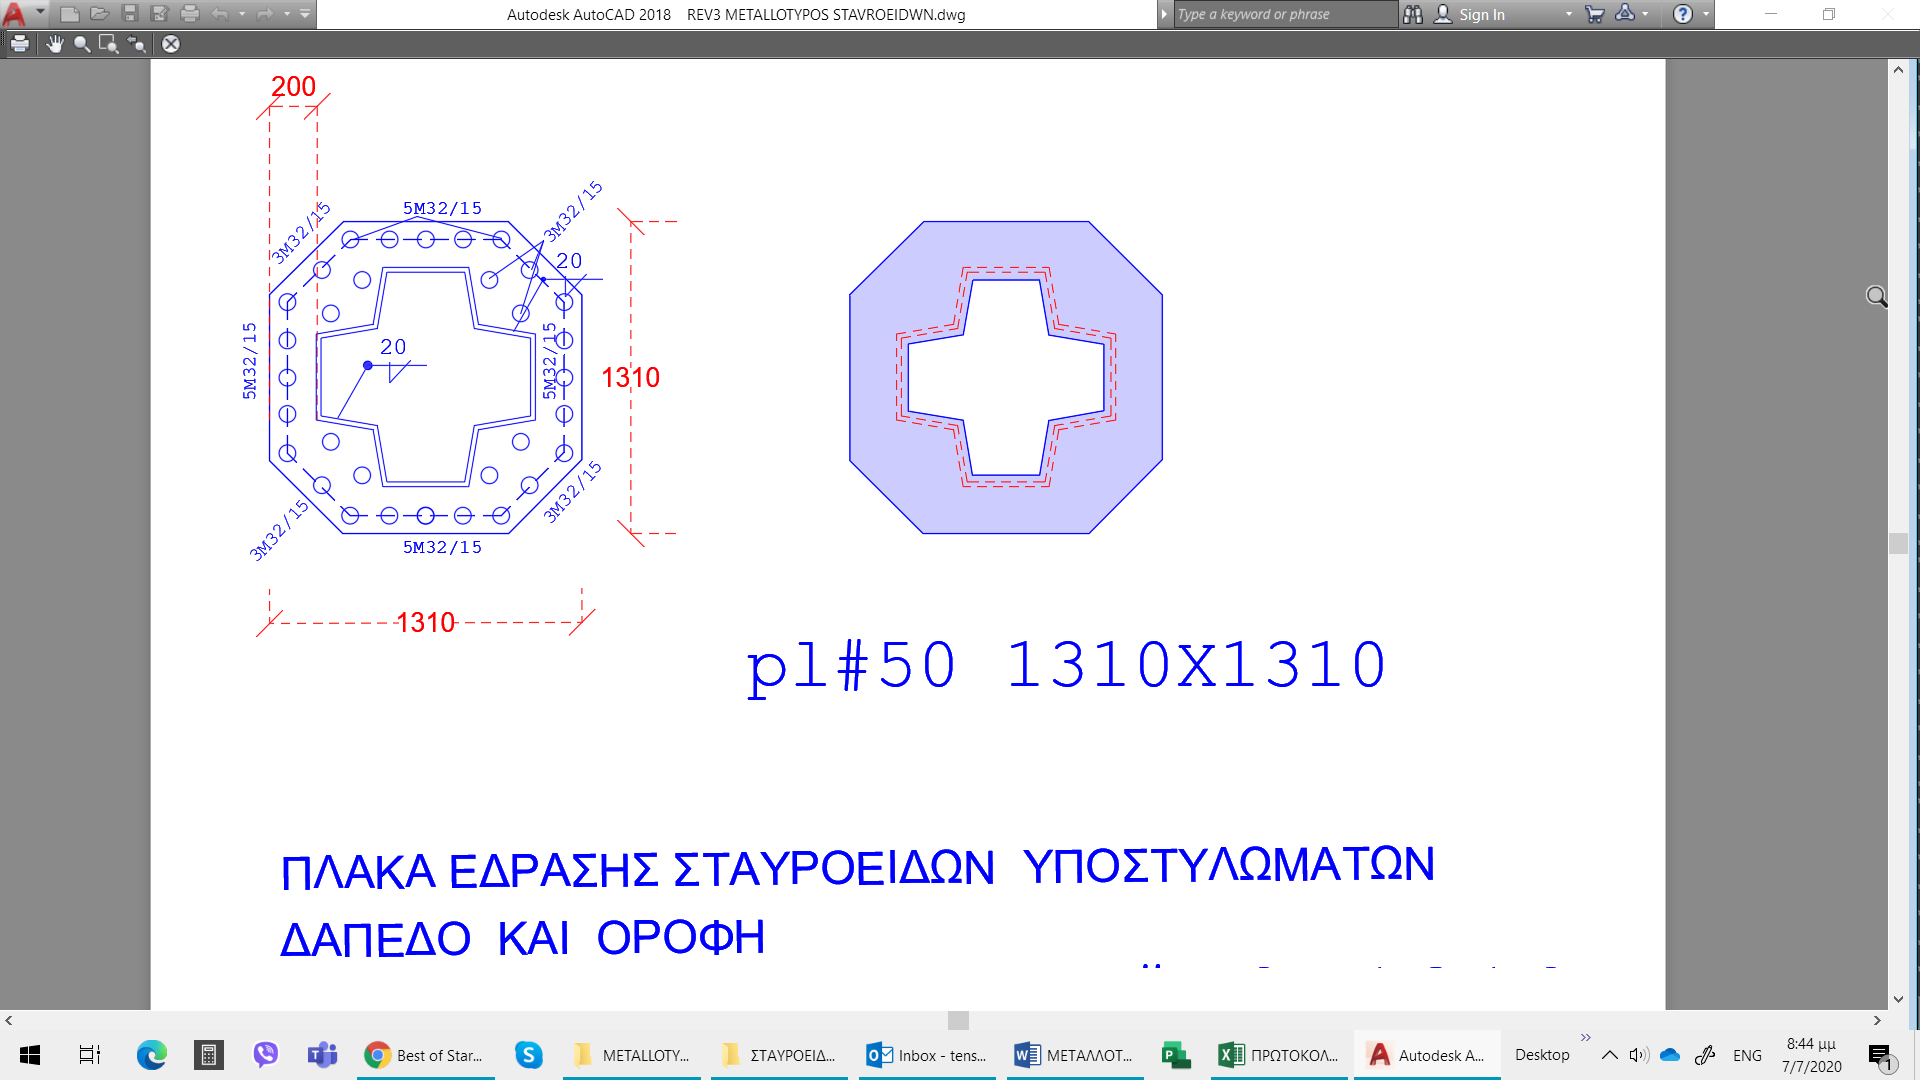 Autodesk AutoCAD 2018    REV3 METALLOTYPOS STAVROEIDWN.dwg
Type a keyword or phrase
Sign In
200
5M32/15
3M32/15
3M32/15
20
5M32/15
20
5M32/15
1310
3M32/15
3M32/15
5M32/15
1310
pl#50 1310X1310
ΠΛΑΚΑ ΕΔΡΑΣΗΣ ΣΤΑΥΡΟΕΙΔΩΝ ΥΠΟΣΤΥΛΩΜΑΤΩΝ
ΔΑΠΕΔΟ ΚΑΙ ΟΡΟΦΗ
Best of Star...
METALLOTY...
ΣΤΑΥΡΟΕΙΔ...
Inbox - tens...
ΜΕΤΑΛΛΟΤ...
ΠΡΩΤΟΚΟΛ...
Autodesk A...
Desktop
ENG
8:44 μμ
7/7/2020
1